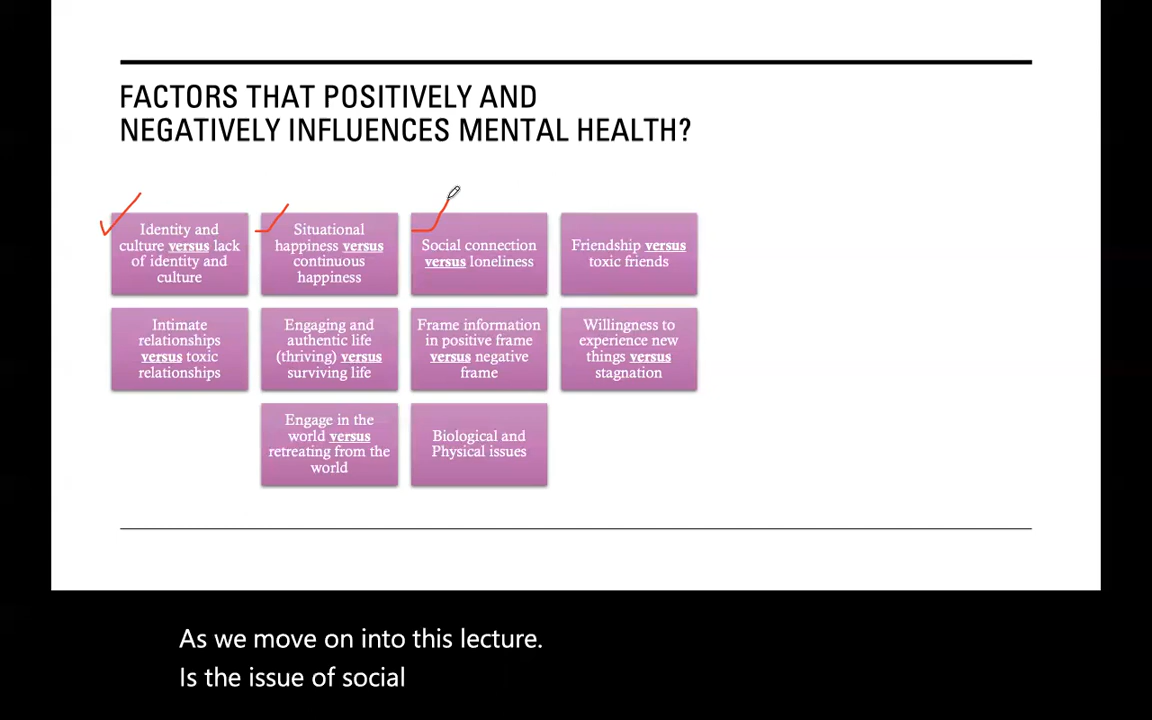 FACTORS THAT POSITIVELY AND
NEGATIVELY INFLUENCES MENTAL HEALTH?
Identity and
culture versus lack
of identity and
culture
Situational
happiness versus
continuous
happiness
Social connection
versus loneliness
Friendship versus
toxic friends
Intimate
relationships
versus toxic
relationships
Engaging and
authentic life
(thriving) versus
surviving life
Frame information
in positive frame
versus negative
frame
Willingness to
experience new
things versus
stagnation
Engage in the
world versus
retreating from the
world
Biological and
Physical issues
As we move on into this lecture.
Is the issue of social